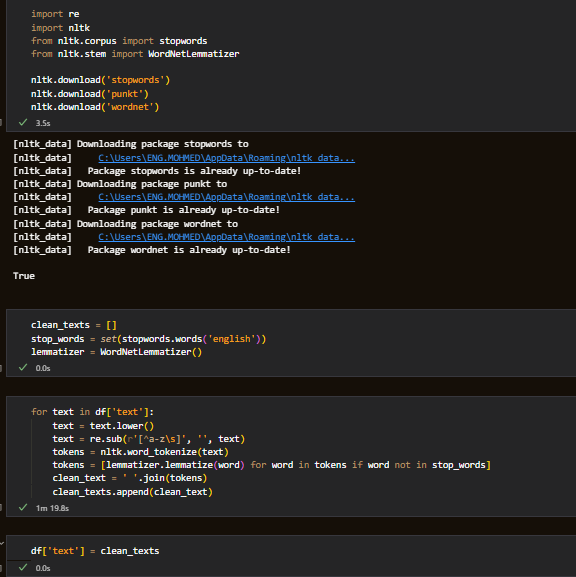 import re
import nltk
from nltk.corpus import stopwords
from nltk.stem import WordNetLemmatizer

nltk.download('stopwords')
nltk.download('punkt')
nltk.download('wordnet')
3.5s
[nltk_data] Downloading package stopwords to
[nltk_data]     C:\Users\ENG.MOHMED\AppData\Roaming\nltk_data...
[nltk_data]   Package stopwords is already up-to-date!
[nltk_data] Downloading package punkt to
[nltk_data]     C:\Users\ENG.MOHMED\AppData\Roaming\nltk_data...
[nltk_data]   Package punkt is already up-to-date!
[nltk_data] Downloading package wordnet to
[nltk_data]     C:\Users\ENG.MOHMED\AppData\Roaming\nltk_data...
[nltk_data]   Package wordnet is already up-to-date!

True

clean_texts = []
stop_words = set(stopwords.words('english'))
lemmatizer = WordNetLemmatizer()
0.0s

for text in df['text']:
    text = text.lower()
    text = re.sub(r'[^a-z\s]', '', text)
    tokens = nltk.word_tokenize(text)
    tokens = [lemmatizer.lemmatize(word) for word in tokens if word not in stop_words]
    clean_text = ' '.join(tokens)
    clean_texts.append(clean_text)
1m 19.8s

df['text'] = clean_texts
0.0s